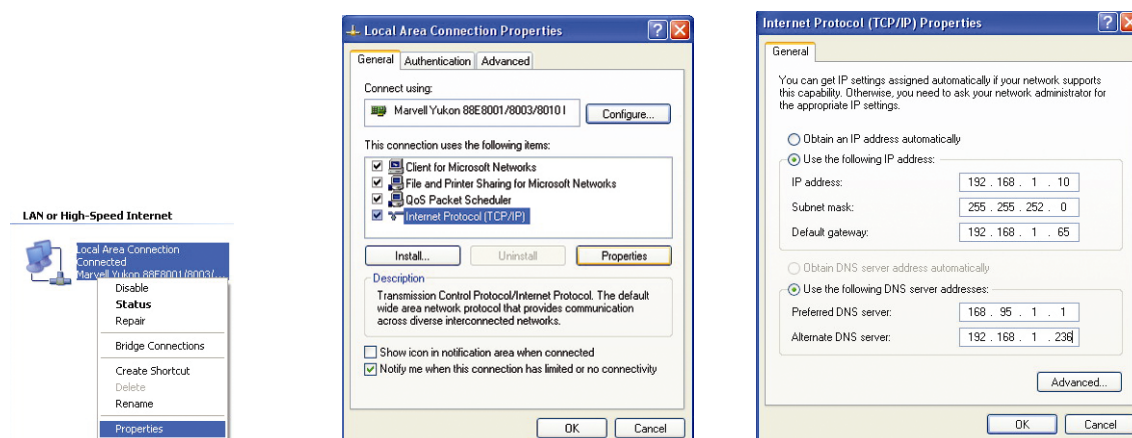 LAN or High-Speed Internet
Local Area Connection
Connected
Marvell Yukon 88E8001/8003/...
Disable
Status
Repair
Bridge Connections
Create Shortcut
Delete
Rename
Properties
Local Area Connection Properties
General
Authentication
Advanced
Connect using:
Marvell Yukon 88E8001/8003/8010 I
Configure...
This connection uses the following items:
Client for Microsoft Networks
File and Printer Sharing for Microsoft Networks
QoS Packet Scheduler
Internet Protocol (TCP/IP)
Install...
Uninstall
Properties
Description
Transmission Control Protocol/Internet Protocol. The default
wide area network protocol that provides communication
across diverse interconnected networks.
Show icon in notification area when connected
Notify me when this connection has limited or no connectivity
OK
Cancel
Internet Protocol (TCP/IP) Properties
General
You can get IP settings assigned automatically if your network supports
this capability. Otherwise, you need to ask your network administrator for
the appropriate IP settings.
Obtain an IP address automatically
Use the following IP address:
IP address: 192 . 168 . 1 . 10
Subnet mask: 255 . 255 . 252 . 0
Default gateway: 192 . 168 . 1 . 65
Obtain DNS server address automatically
Use the following DNS server addresses:
Preferred DNS server: 168 . 95 . 1 . 1
Alternate DNS server: 192 . 168 . 1 . 236
Advanced...
OK
Cancel